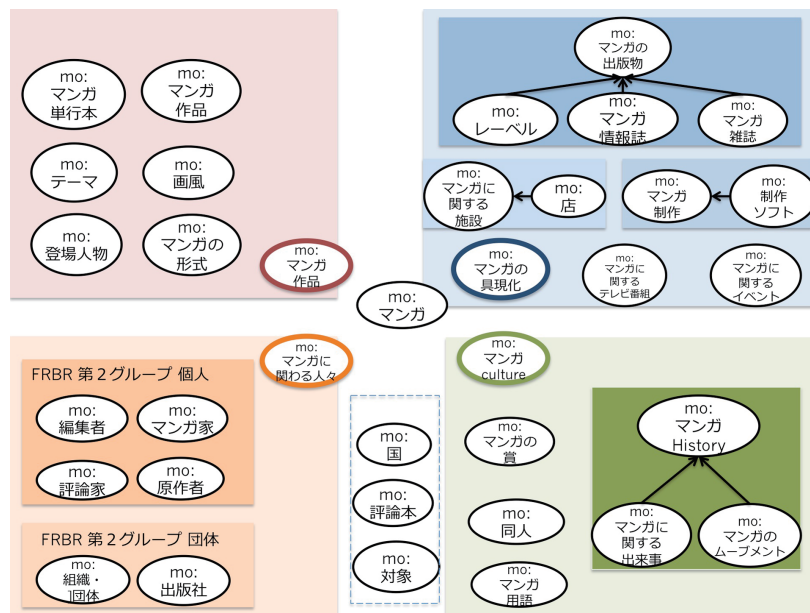 mo:
マンガ
単行本
mo:
マンガ
作品
mo:
テーマ
mo:
画風
mo:
登場人物
mo:
マンガの
形式
mo:
マンガ
作品
mo:
マンガの
出版物
mo:
レーベル
mo:
マンガ
情報誌
mo:
マンガ
雑誌
mo:
マンガに
関する
施設
mo:
店
mo:
マンガ
制作
mo:
制作
ソフト
mo:
マンガの
具現化
mo:
マンガに
関する
テレビ番組
mo:
マンガに
関する
イベント
mo:
マンガ
mo:
マンガに
関わる人々
FRBR 第2グループ 個人
mo:
編集者
mo:
マンガ家
mo:
評論家
mo:
原作者
FRBR 第2グループ 団体
mo:
組織・
団体
mo:
出版社
mo:
国
mo:
評論本
mo:
対象
mo:
マンガ
culture
mo:
マンガの
賞
mo:
同人
mo:
マンガ
用語
mo:
マンガ
History
mo:
マンガに
関する
出来事
mo:
マンガの
ムーブメント